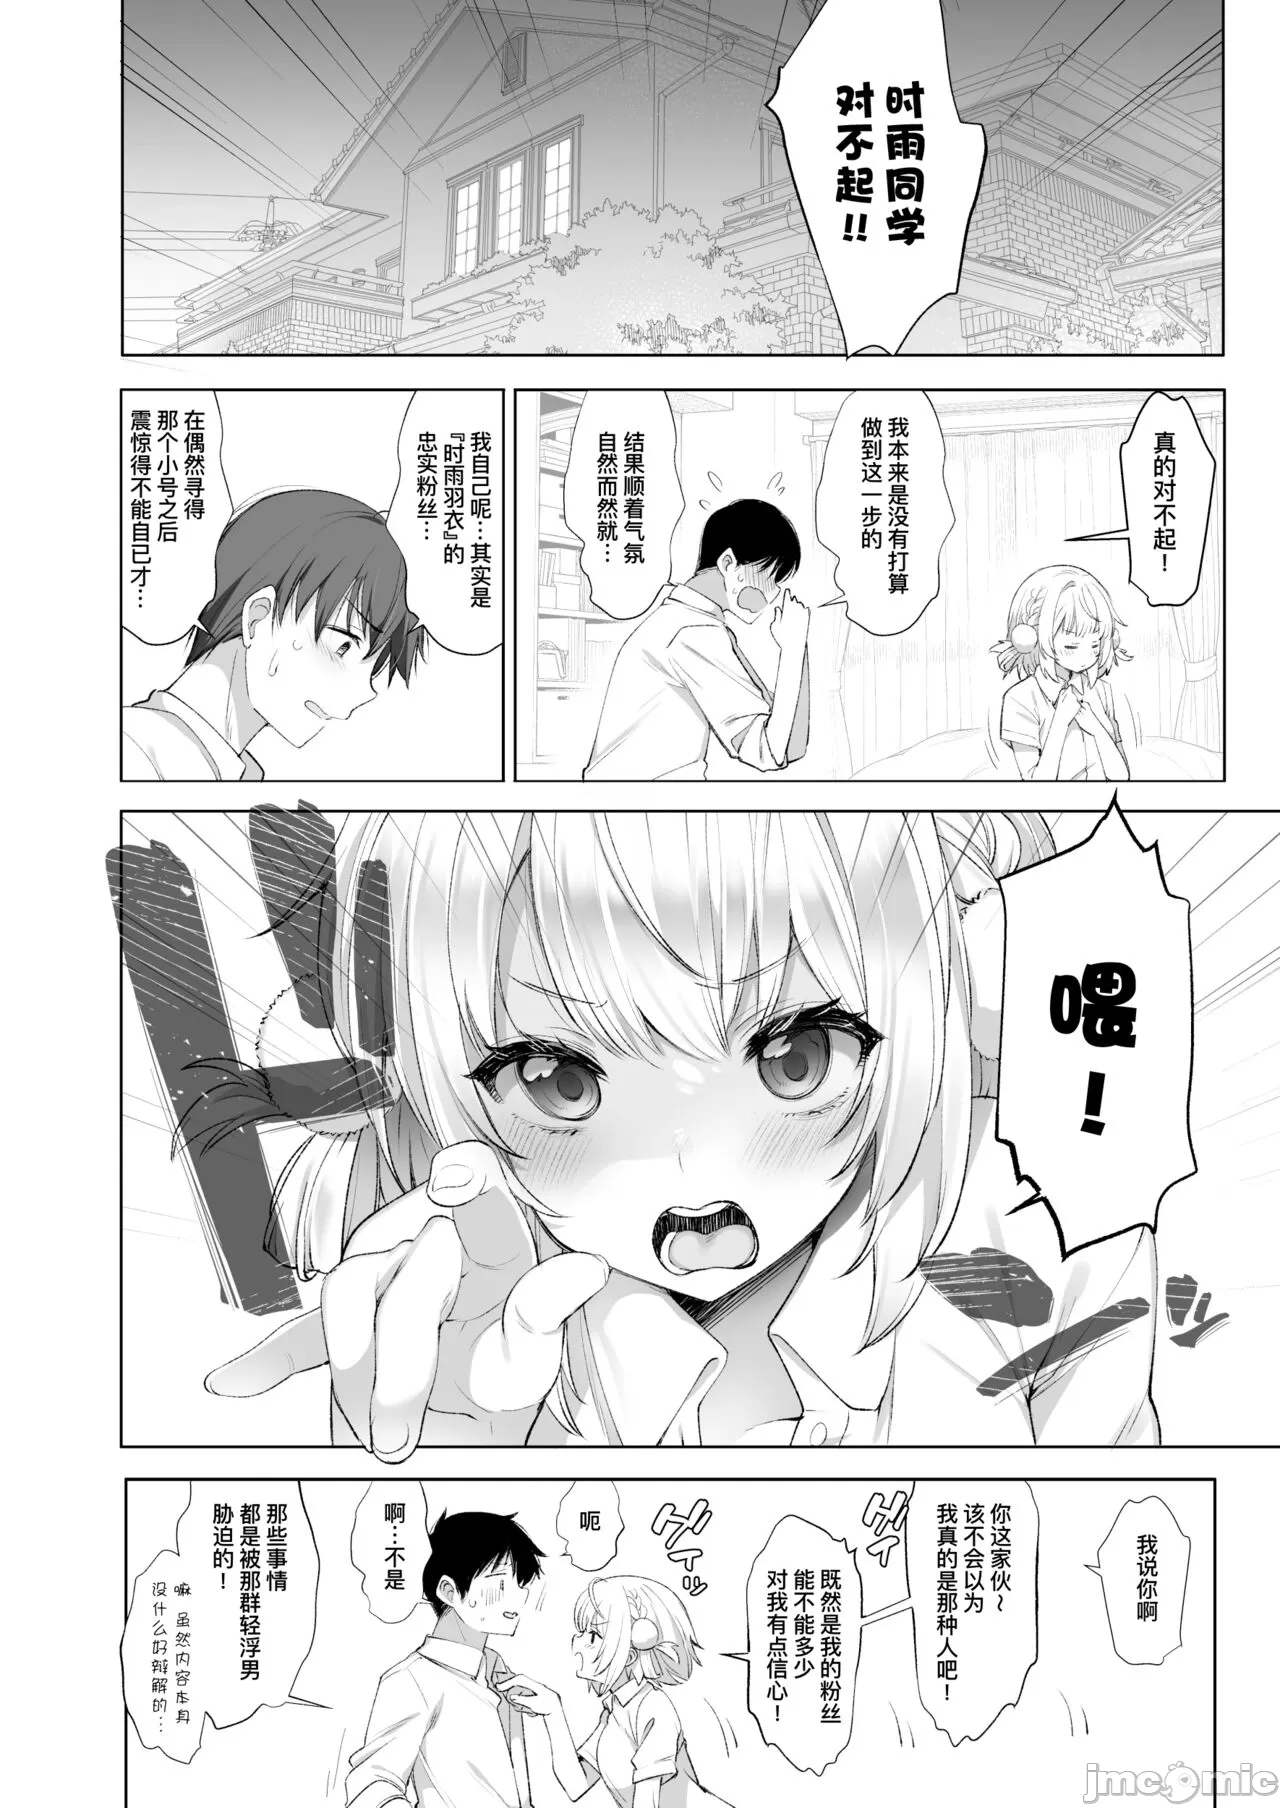 时雨同学
对不起!!
真的对不起！
我本来是没有打算
做到这一步的
结果顺着气氛
自然而然就…
我自己呢…其实是
『时雨羽衣』的
忠实粉丝…
在偶然寻得
那个小号之后
震惊得不能自已才…
喂！
我说你啊
你这家伙～
该不会以为
我真的是那种人吧！
既然是我的粉丝
能不能多少
对我有点信心！
グイッ
グイッ
呃
啊…不是
那些事情
都是被那群轻浮男
胁迫的！
嘛 虽然内容本身
没什么好辩解的…
jmcomic